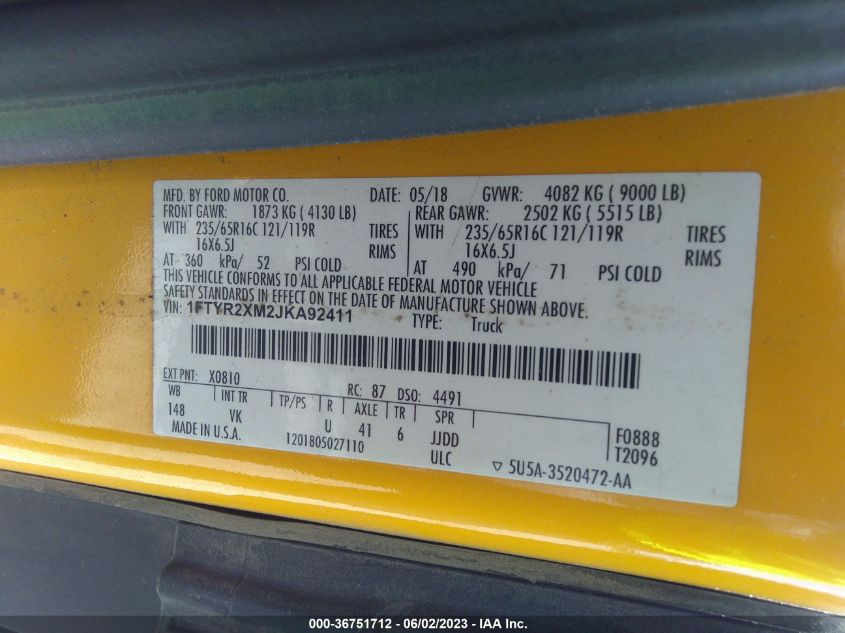 MFD. BY FORD MOTOR CO. DATE: 05/18 GVWR: 4082 KG ( 9000 LB)
FRONT GAWR: 1873 KG ( 4130 LB) REAR GAWR: 2502 KG ( 5515 LB)
WITH 235/65R16C 121/119R TIRES WITH 235/65R16C 121/119R TIRES
16X6.5J RIMS 16X6.5J RIMS
AT 360 kPa/ 52 PSI COLD AT 490 kPa/ 71 PSI COLD
THIS VEHICLE CONFORMS TO ALL APPLICABLE FEDERAL MOTOR VEHICLE
SAFETY STANDARDS IN EFFECT ON THE DATE OF MANUFACTURE SHOWN ABOVE.
VIN: 1FTYR2XM2JKA92411 TYPE: Truck
EXT PNT: X0810 RC: 87 DSO: 4491
WB INT TR TP/PS R AXLE TR SPR
148 VK U 41 6 JJDD F0888
MADE IN U.S.A. 1201805027110 ULC T2096
5U5A-3520472-AA
000-36751712 - 06/02/2023 - IAA Inc.